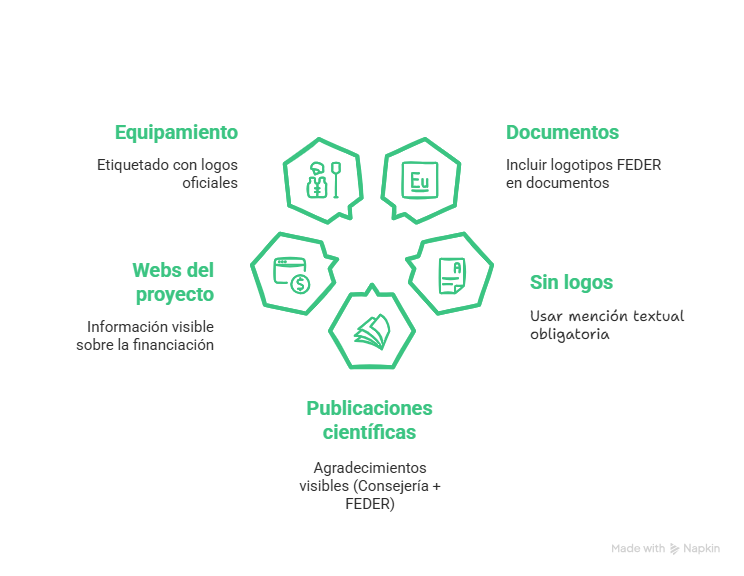 Equipamiento
Etiquetado con logos
oficiales
Documentos
Incluir logotipos FEDER
en documentos
Eu
Webs del
proyecto
Información visible
sobre la financiación
$
A
Sin logos
Usar mención textual
obligatoria
Publicaciones
científicas
Agradecimientos
visibles (Consejería +
FEDER)
Made with Napkin